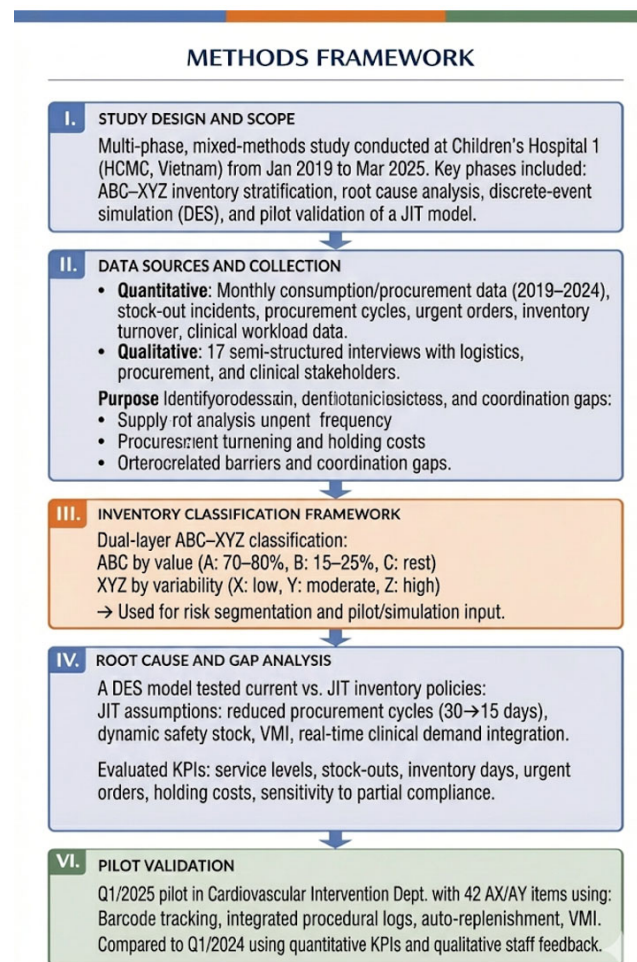 METHODS FRAMEWORK
I. STUDY DESIGN AND SCOPE
Multi-phase, mixed-methods study conducted at Children's Hospital 1
(HCMC, Vietnam) from Jan 2019 to Mar 2025. Key phases included:
ABC–XYZ inventory stratification, root cause analysis, discrete-event
simulation (DES), and pilot validation of a JIT model.
II. DATA SOURCES AND COLLECTION
• Quantitative: Monthly consumption/procurement data (2019–2024),
stock-out incidents, procurement cycles, urgent orders, inventory
turnover, clinical workload data.
• Qualitative: 17 semi-structured interviews with logistics,
procurement, and clinical stakeholders.
Purpose and coordination gaps:
• Supply rot analysis unpent frequency
• turnening and holding costs
• barriers and coordination gaps.
III. INVENTORY CLASSIFICATION FRAMEWORK
Dual-layer ABC–XYZ classification:
ABC by value (A: 70–80%, B: 15–25%, C: rest)
XYZ by variability (X: low, Y: moderate, Z: high)
→ Used for risk segmentation and pilot/simulation input.
IV. ROOT CAUSE AND GAP ANALYSIS
A DES model tested current vs. JIT inventory policies:
JIT assumptions: reduced procurement cycles (30→15 days),
dynamic safety stock, VMI, real-time clinical demand integration.
Evaluated KPIs: service levels, stock-outs, inventory days, urgent
orders, holding costs, sensitivity to partial compliance.
VI. PILOT VALIDATION
Q1/2025 pilot in Cardiovascular Intervention Dept. with 42 AX/AY items using:
Barcode tracking, integrated procedural logs, auto-replenishment, VMI.
Compared to Q1/2024 using quantitative KPIs and qualitative staff feedback.